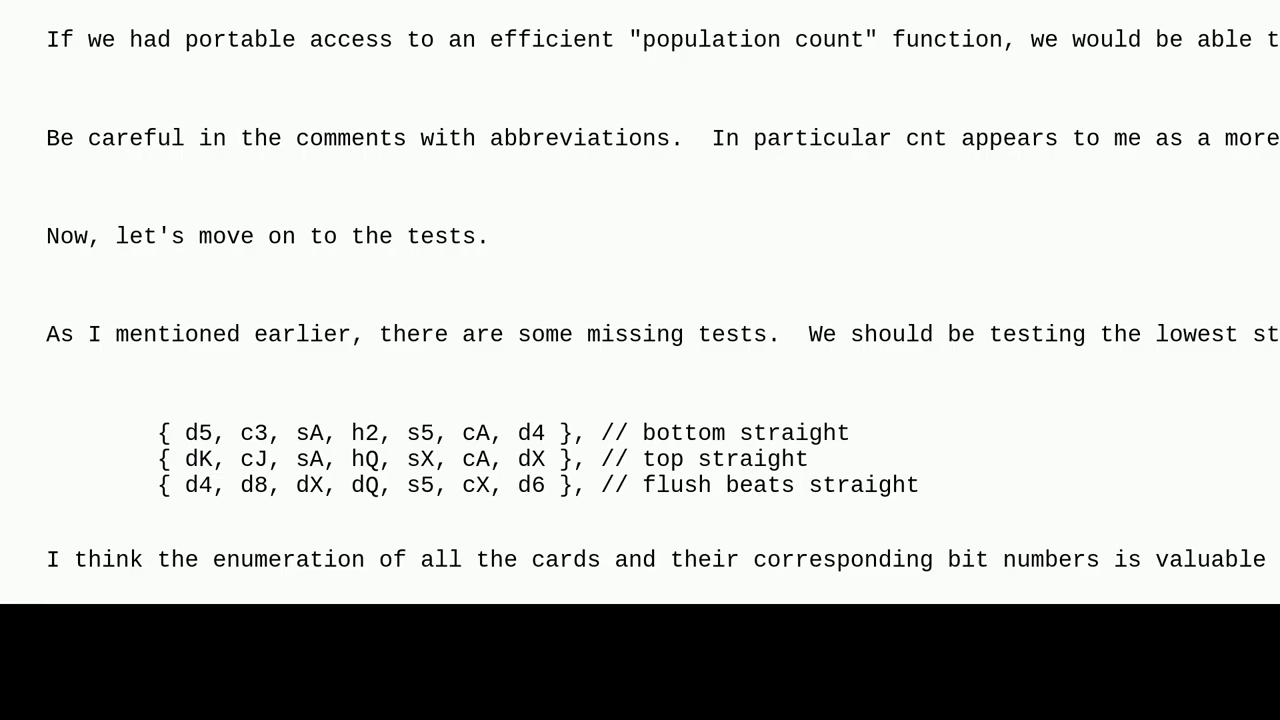 If we had portable access to an efficient "population count" function, we would be able t
Be careful in the comments with abbreviations.  In particular cnt appears to me as a more
Now, let's move on to the tests.
As I mentioned earlier, there are some missing tests.  We should be testing the lowest st
{ d5, c3, sA, h2, s5, cA, d4 }, // bottom straight
{ dK, cJ, sA, hQ, sX, cA, dX }, // top straight
{ d4, d8, dX, dQ, s5, cX, d6 }, // flush beats straight
I think the enumeration of all the cards and their corresponding bit numbers is valuable